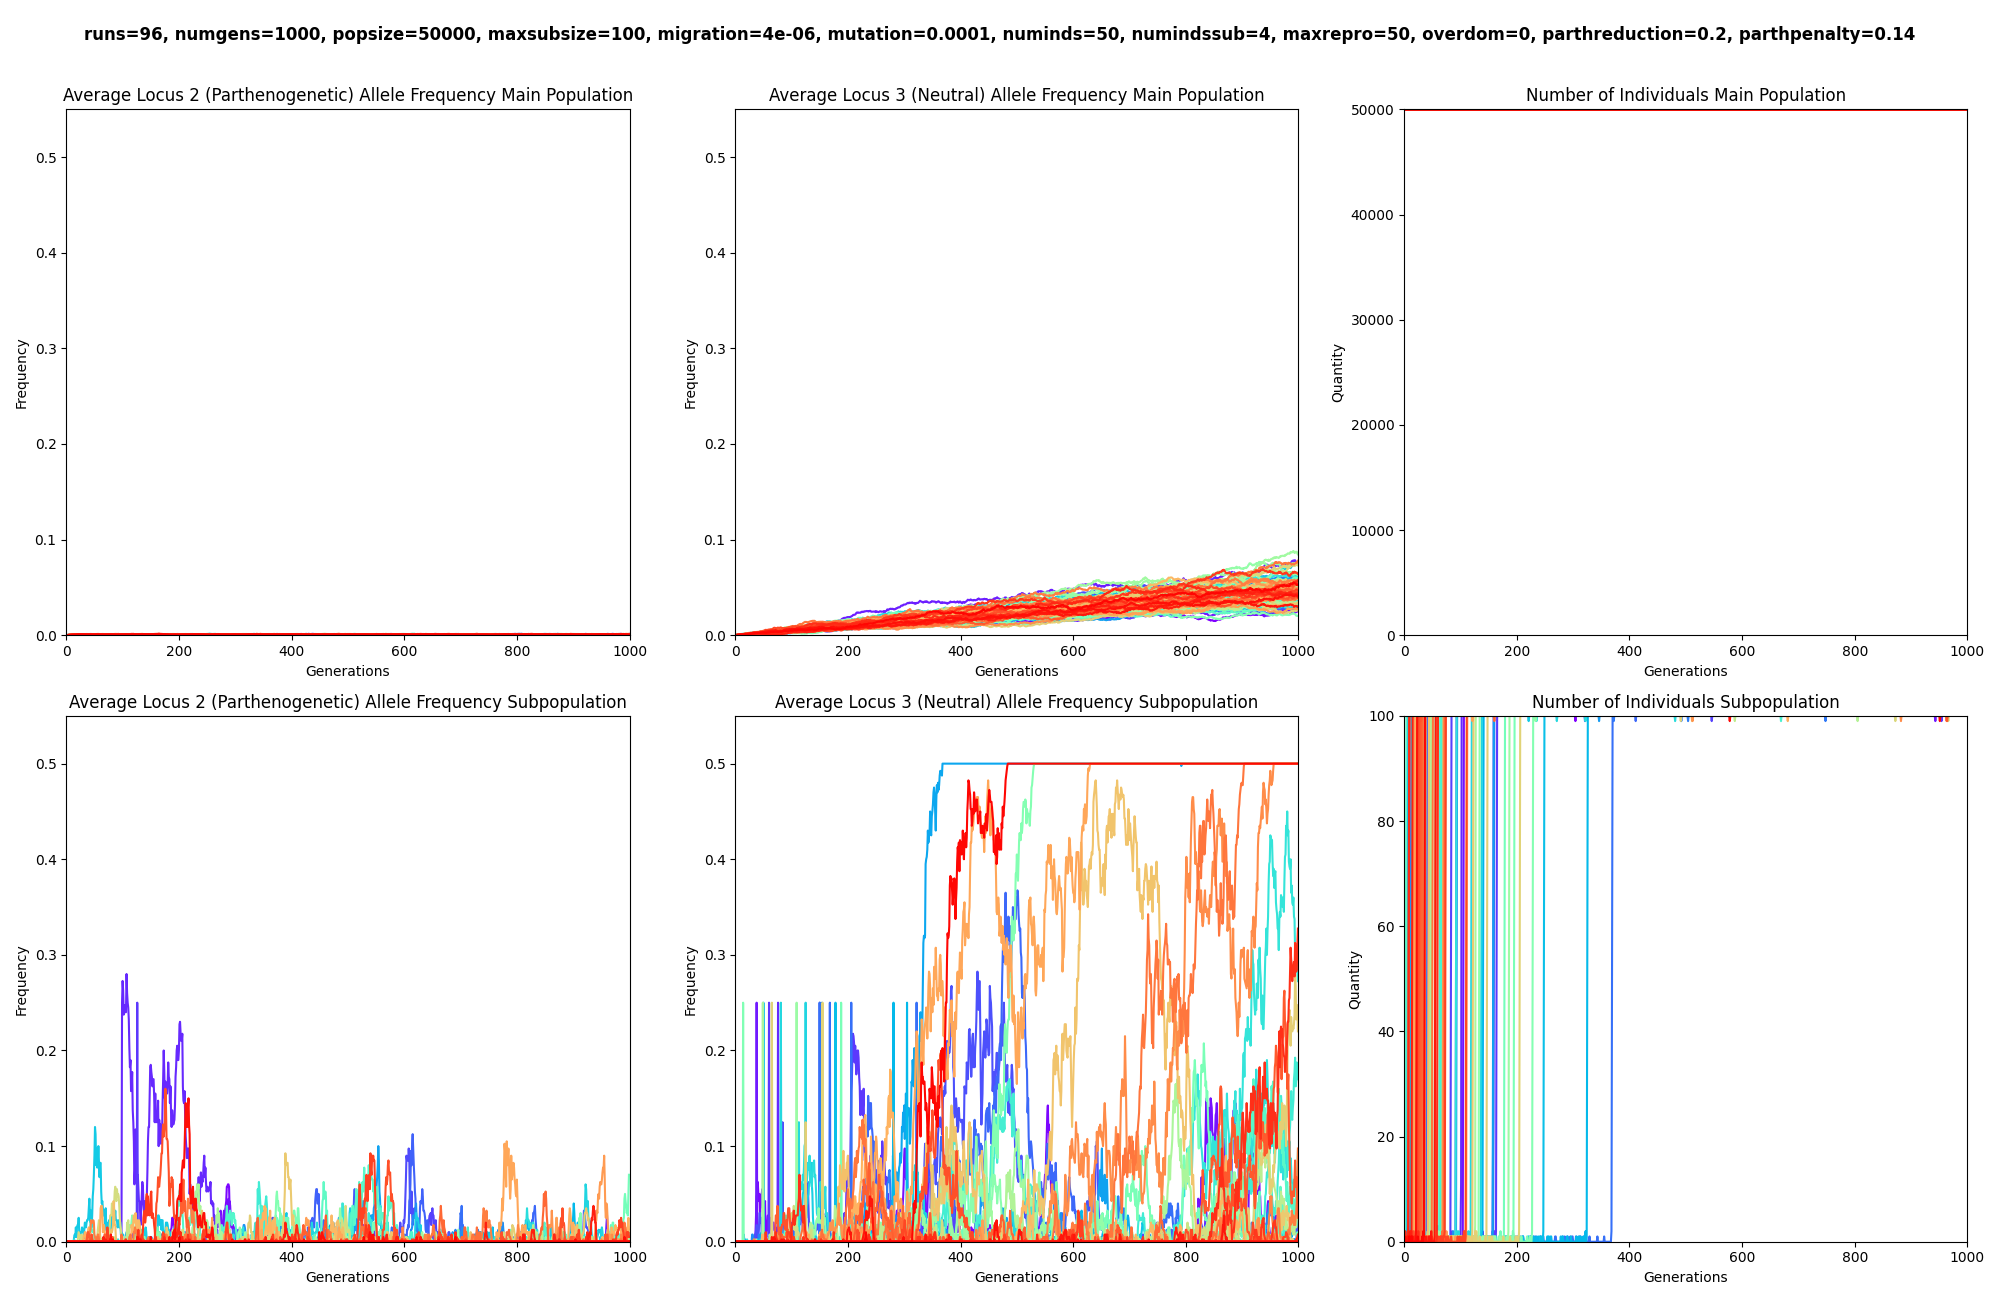 runs=96, numgens=1000, popsize=50000, maxsubsize=100, migration=4e-06, mutation=0.0001, numinds=50, numindssub=4, maxrepro=50, overdom=0, parthreduction=0.2, parthpenalty=0.14
Average Locus 2 (Parthenogenetic) Allele Frequency Main Population
0.5
0.4
0.3
0.2
0.1
0.0
Frequency
0 200 400 600 800 1000
Generations
Average Locus 3 (Neutral) Allele Frequency Main Population
0.5
0.4
0.3
0.2
0.1
0.0
Frequency
0 200 400 600 800 1000
Generations
Number of Individuals Main Population
50000
40000
30000
20000
10000
0
Quantity
0 200 400 600 800 1000
Generations
Average Locus 2 (Parthenogenetic) Allele Frequency Subpopulation
0.5
0.4
0.3
0.2
0.1
0.0
Frequency
0 200 400 600 800 1000
Generations
Average Locus 3 (Neutral) Allele Frequency Subpopulation
0.5
0.4
0.3
0.2
0.1
0.0
Frequency
0 200 400 600 800 1000
Generations
Number of Individuals Subpopulation
100
80
60
40
20
0
Quantity
0 200 400 600 800 1000
Generations